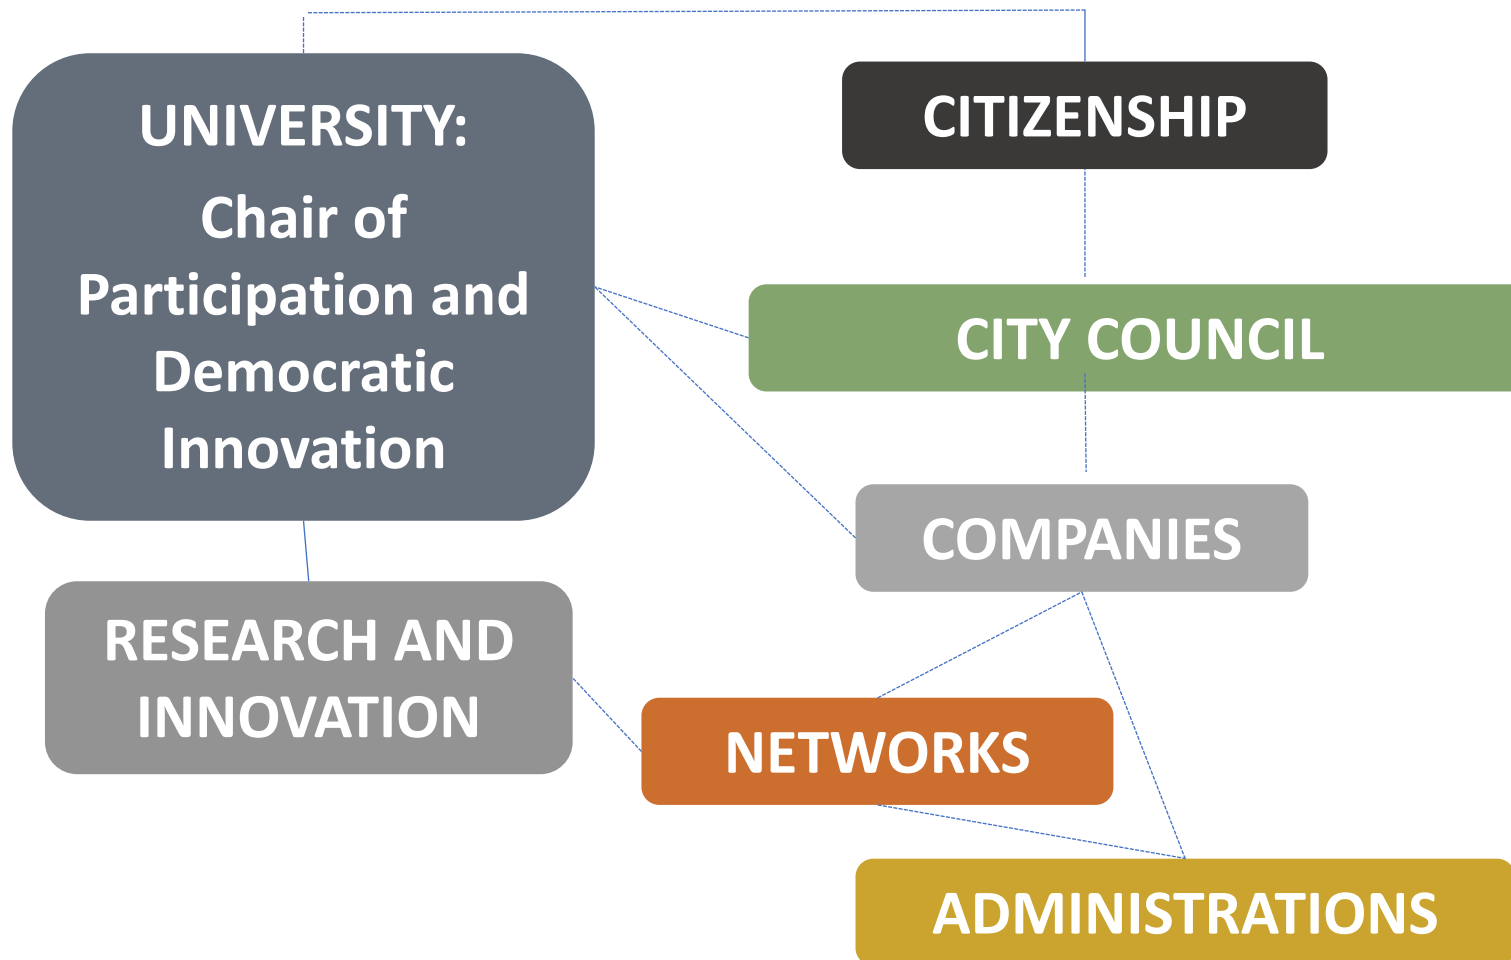 UNIVERSITY:
Chair of
Participation and
Democratic
Innovation
CITIZENSHIP
CITY COUNCIL
COMPANIES
RESEARCH AND
INNOVATION
NETWORKS
ADMINISTRATIONS